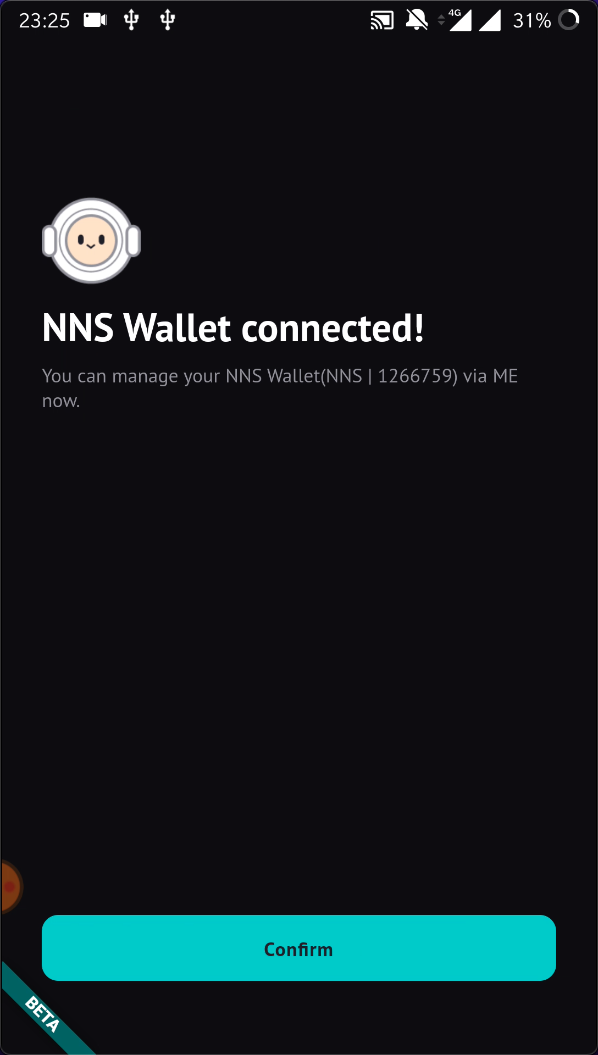 23:25
4G
31%
NNS Wallet connected!
You can manage your NNS Wallet(NNS | 1266759) via ME
now.
Confirm
BETA